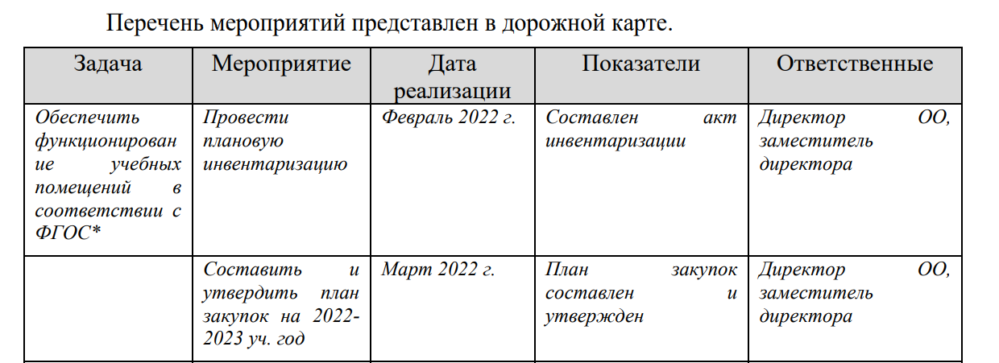 Перечень мероприятий представлен в дорожной карте.
Задача
Мероприятие
Дата
реализации
Показатели
Ответственные
Обеспечить
функционирован
ие учебных
помещений в
соответствии с
ФГОС*
Провести
плановую
инвентаризацию
Февраль 2022 г.
Составлен акт
инвентаризации
Директор ОО,
заместитель
директора
Составить и
утвердить план
закупок на 2022-
2023 уч. год
Март 2022 г.
План закупок
составлен и
утвержден
Директор ОО,
заместитель
директора